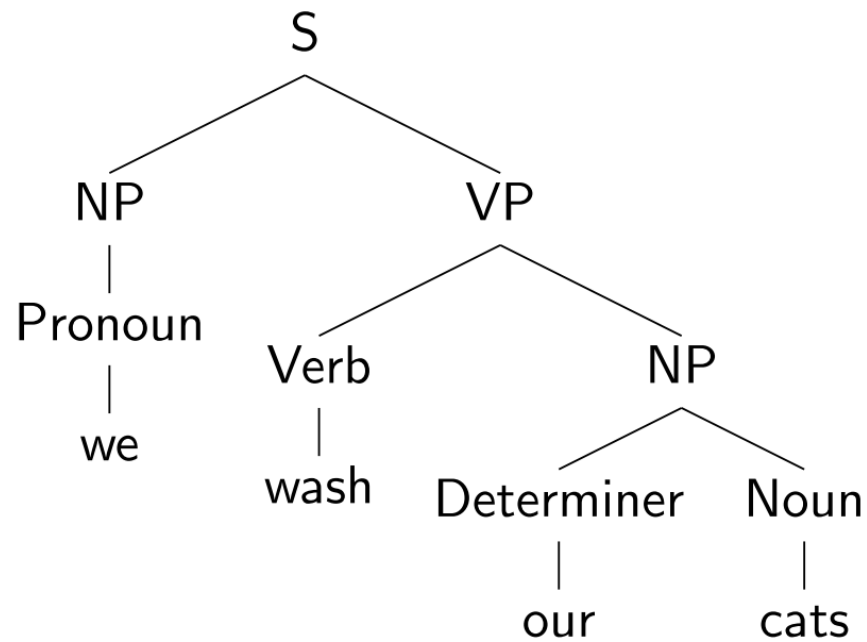 S
NP VP
Pronoun
Verb NP
we
wash Determiner Noun
our cats